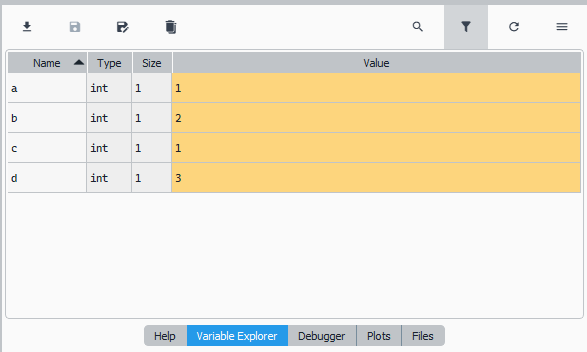 Name Type Size Value
a int 1 1
b int 1 2
c int 1 1
d int 1 3
Help Variable Explorer Debugger Plots Files